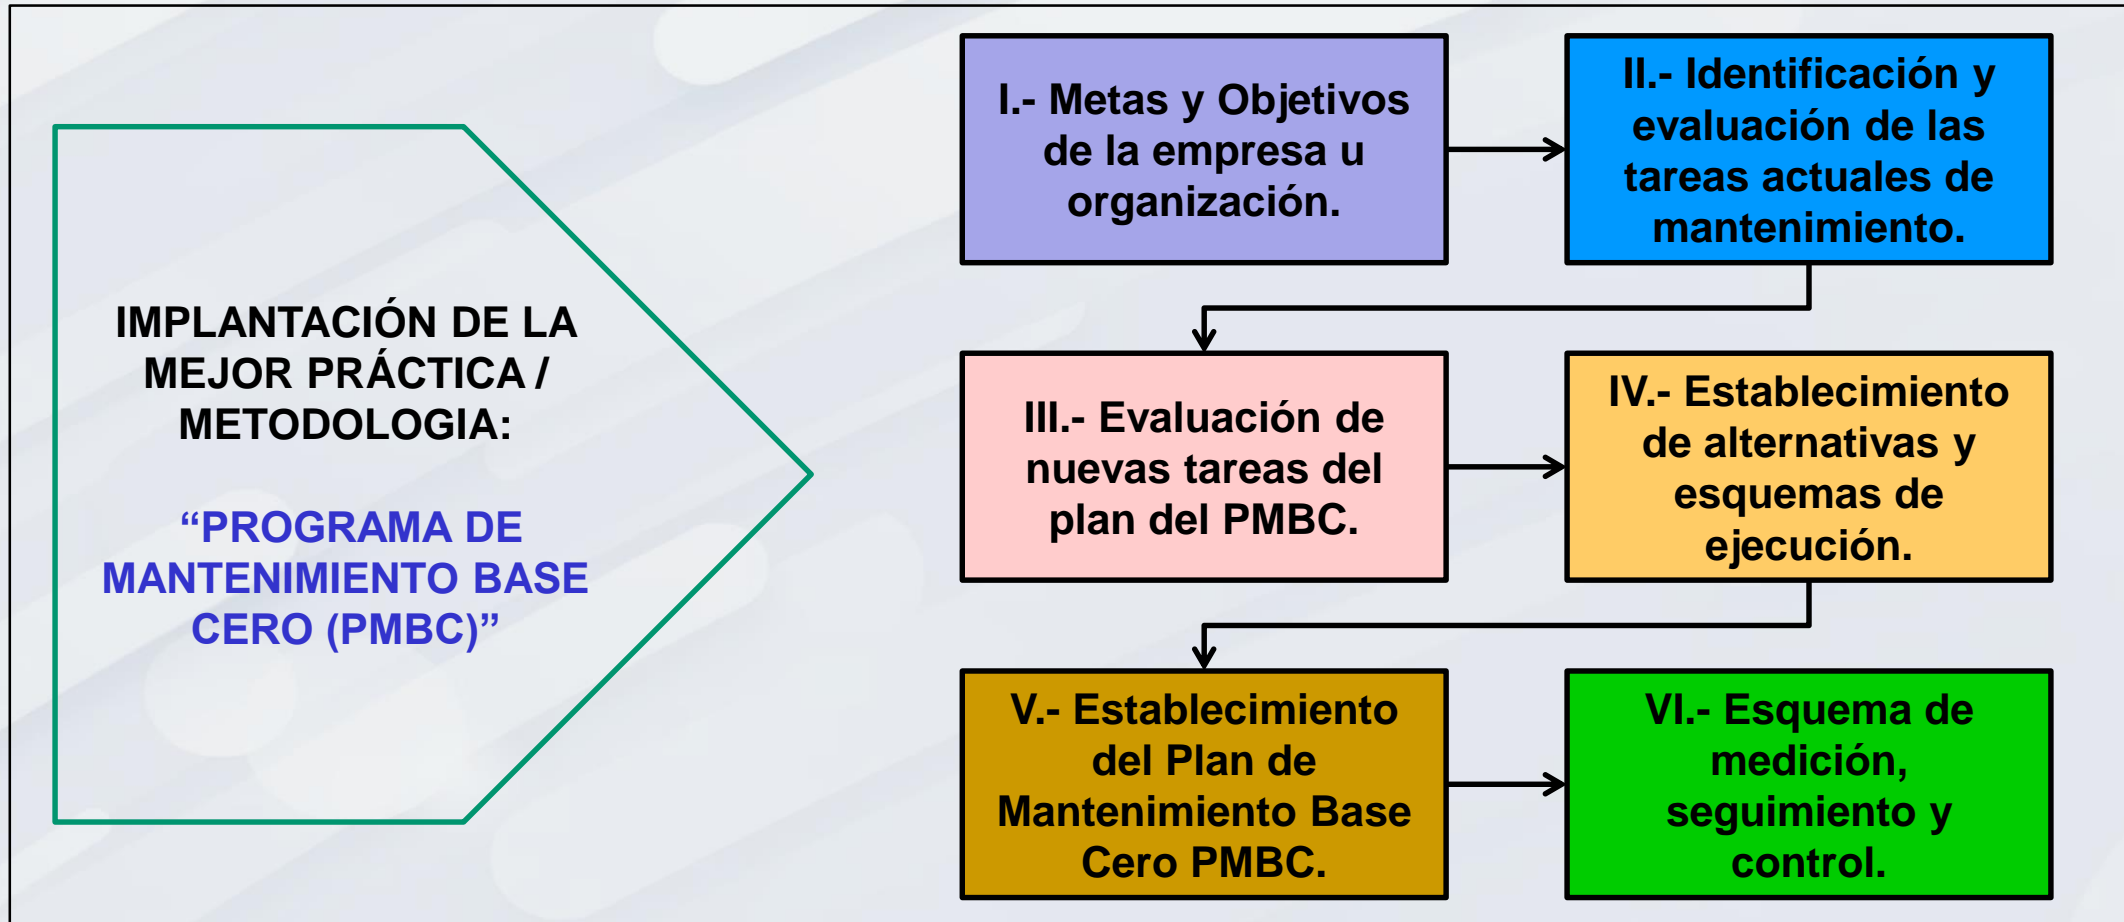 IMPLANTACIÓN DE LA
MEJOR PRÁCTICA /
METODOLOGIA:
“PROGRAMA DE
MANTENIMIENTO BASE
CERO (PMBC)”
I.- Metas y Objetivos
de la empresa u
organización.
II.- Identificación y
evaluación de las
tareas actuales de
mantenimiento.
III.- Evaluación de
nuevas tareas del
plan del PMBC.
IV.- Establecimiento
de alternativas y
esquemas de
ejecución.
V.- Establecimiento
del Plan de
Mantenimiento Base
Cero PMBC.
VI.- Esquema de
medición,
seguimiento y
control.